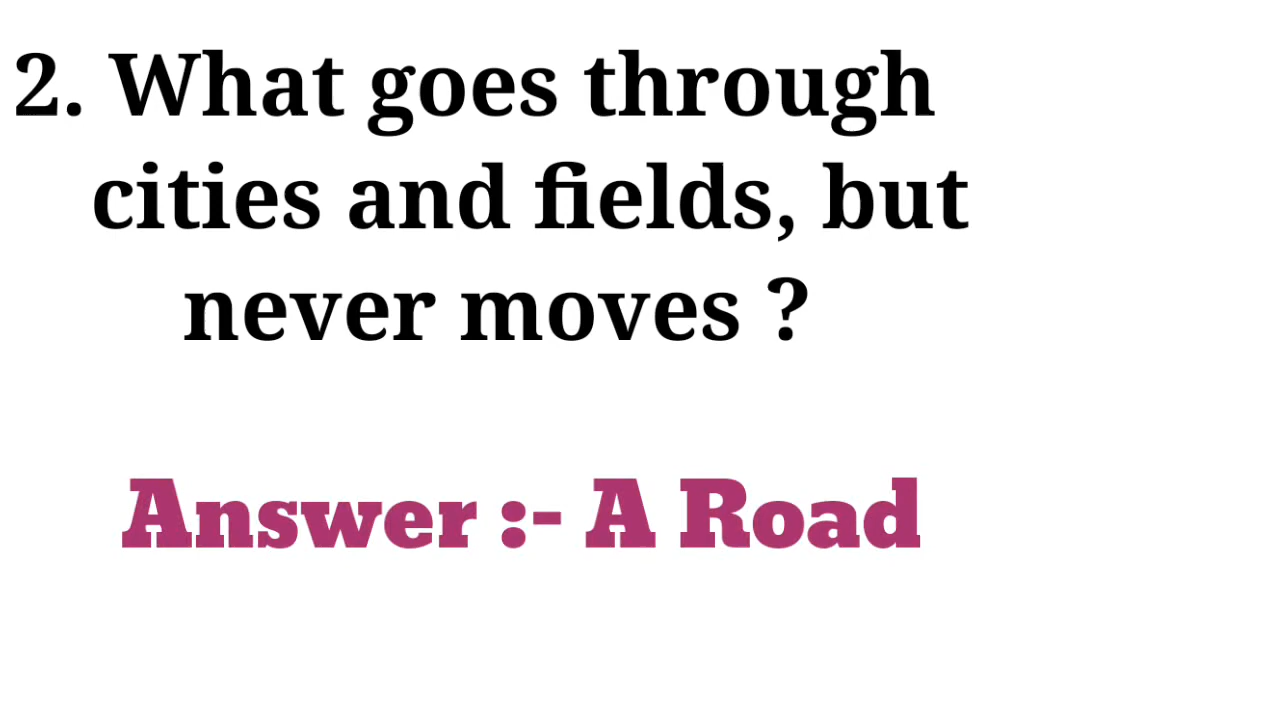 2. What goes through
cities and fields, but
never moves ?
Answer :- A Road